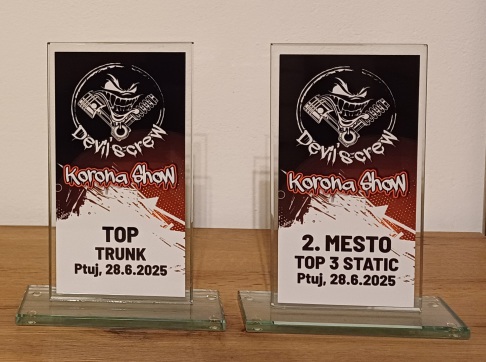 Devil's crew
Korona Show
TOP
TRUNK
Ptuj, 28.6.2025
Devil's crew
Korona Show
2. MESTO
TOP 3 STATIC
Ptuj, 28.6.2025